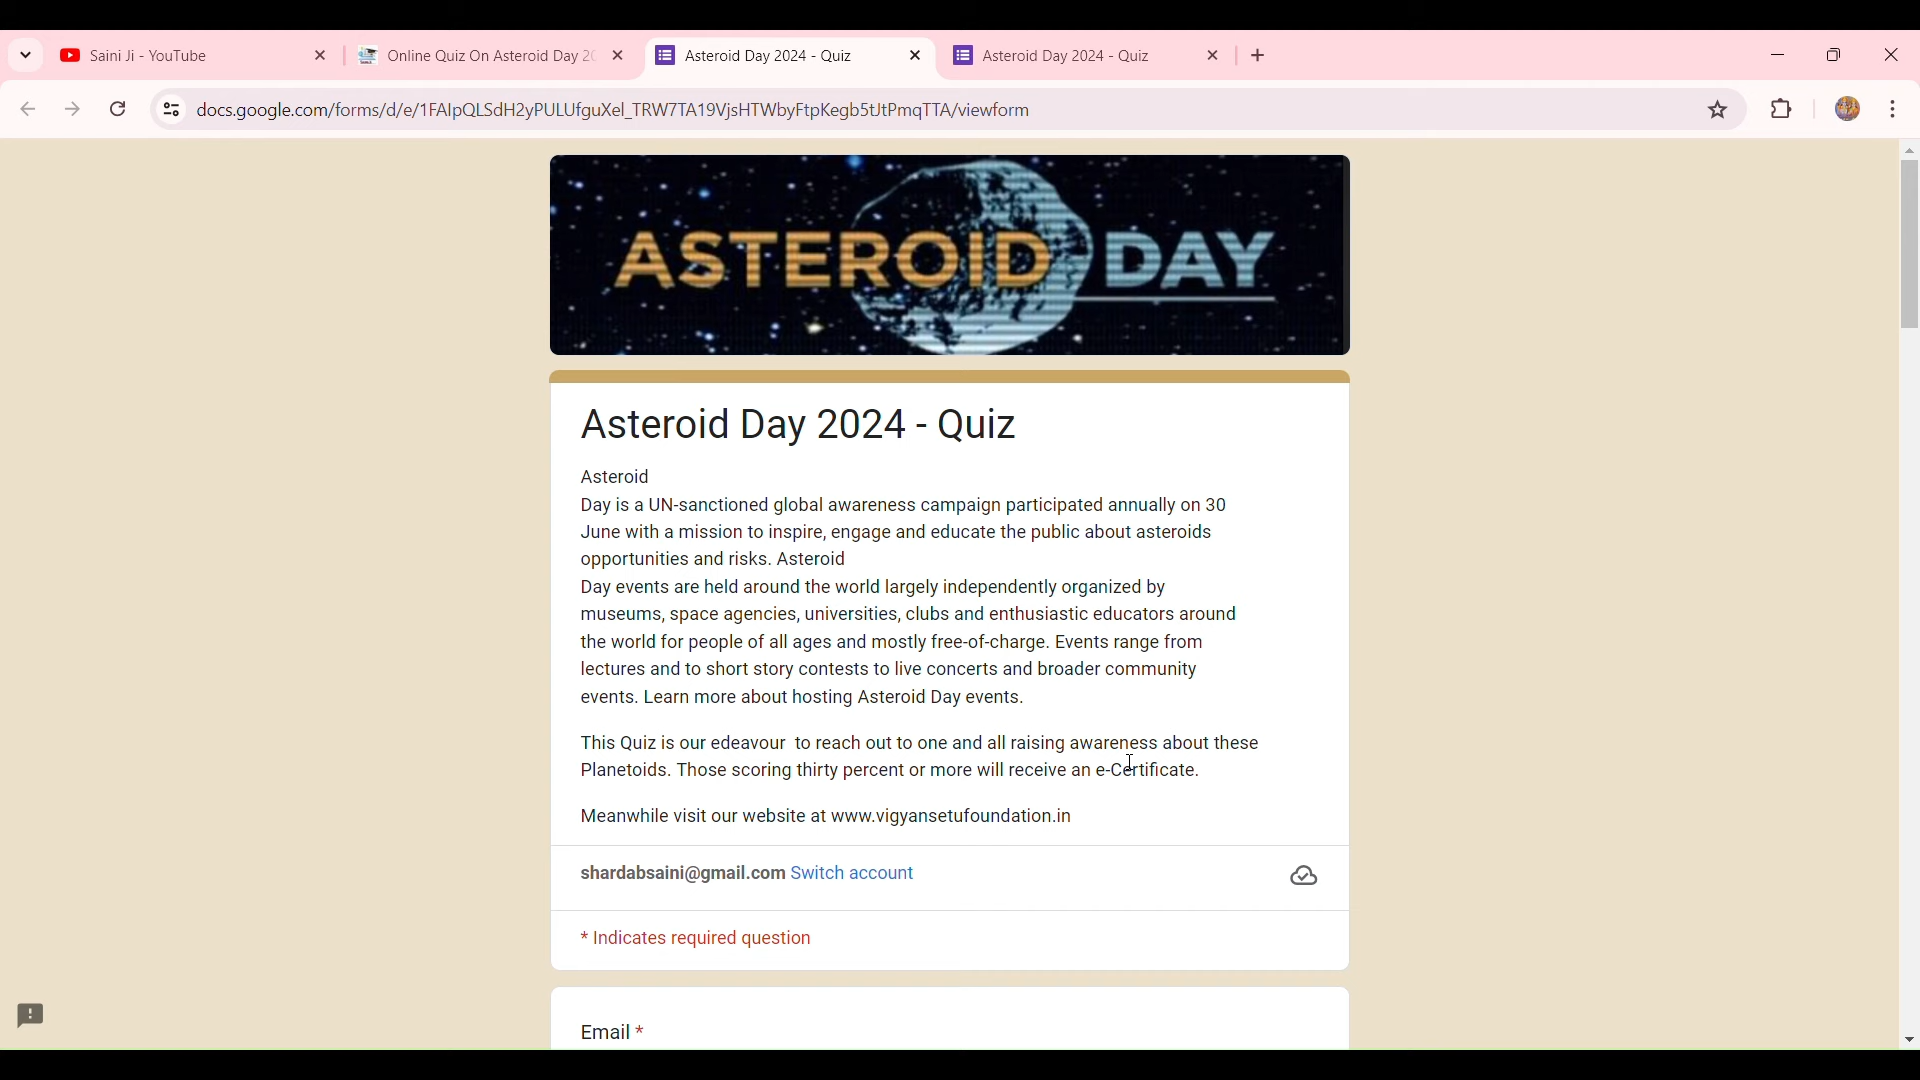 Saini Ji - YouTube
Online Quiz On Asteroid Day 20
Asteroid Day 2024 - Quiz
Asteroid Day 2024 - Quiz
docs.google.com/forms/d/e/1FAIpQLSdH2yPULUfguXel_TRW7TA19VjsHTWbyFtpKegb5tJtPmqTTA/viewform
ASTEROID DAY
Asteroid Day 2024 - Quiz
Asteroid
Day is a UN-sanctioned global awareness campaign participated annually on 30
June with a mission to inspire, engage and educate the public about asteroids
opportunities and risks. Asteroid
Day events are held around the world largely independently organized by
museums, space agencies, universities, clubs and enthusiastic educators around
the world for people of all ages and mostly free-of-charge. Events range from
lectures and to short story contests to live concerts and broader community
events. Learn more about hosting Asteroid Day events.
This Quiz is our edeavour  to reach out to one and all raising awareness about these
Planetoids. Those scoring thirty percent or more will receive an e-Certificate.
Meanwhile visit our website at www.vigyansetufoundation.in
shardabsaini@gmail.com Switch account
* Indicates required question
Email *